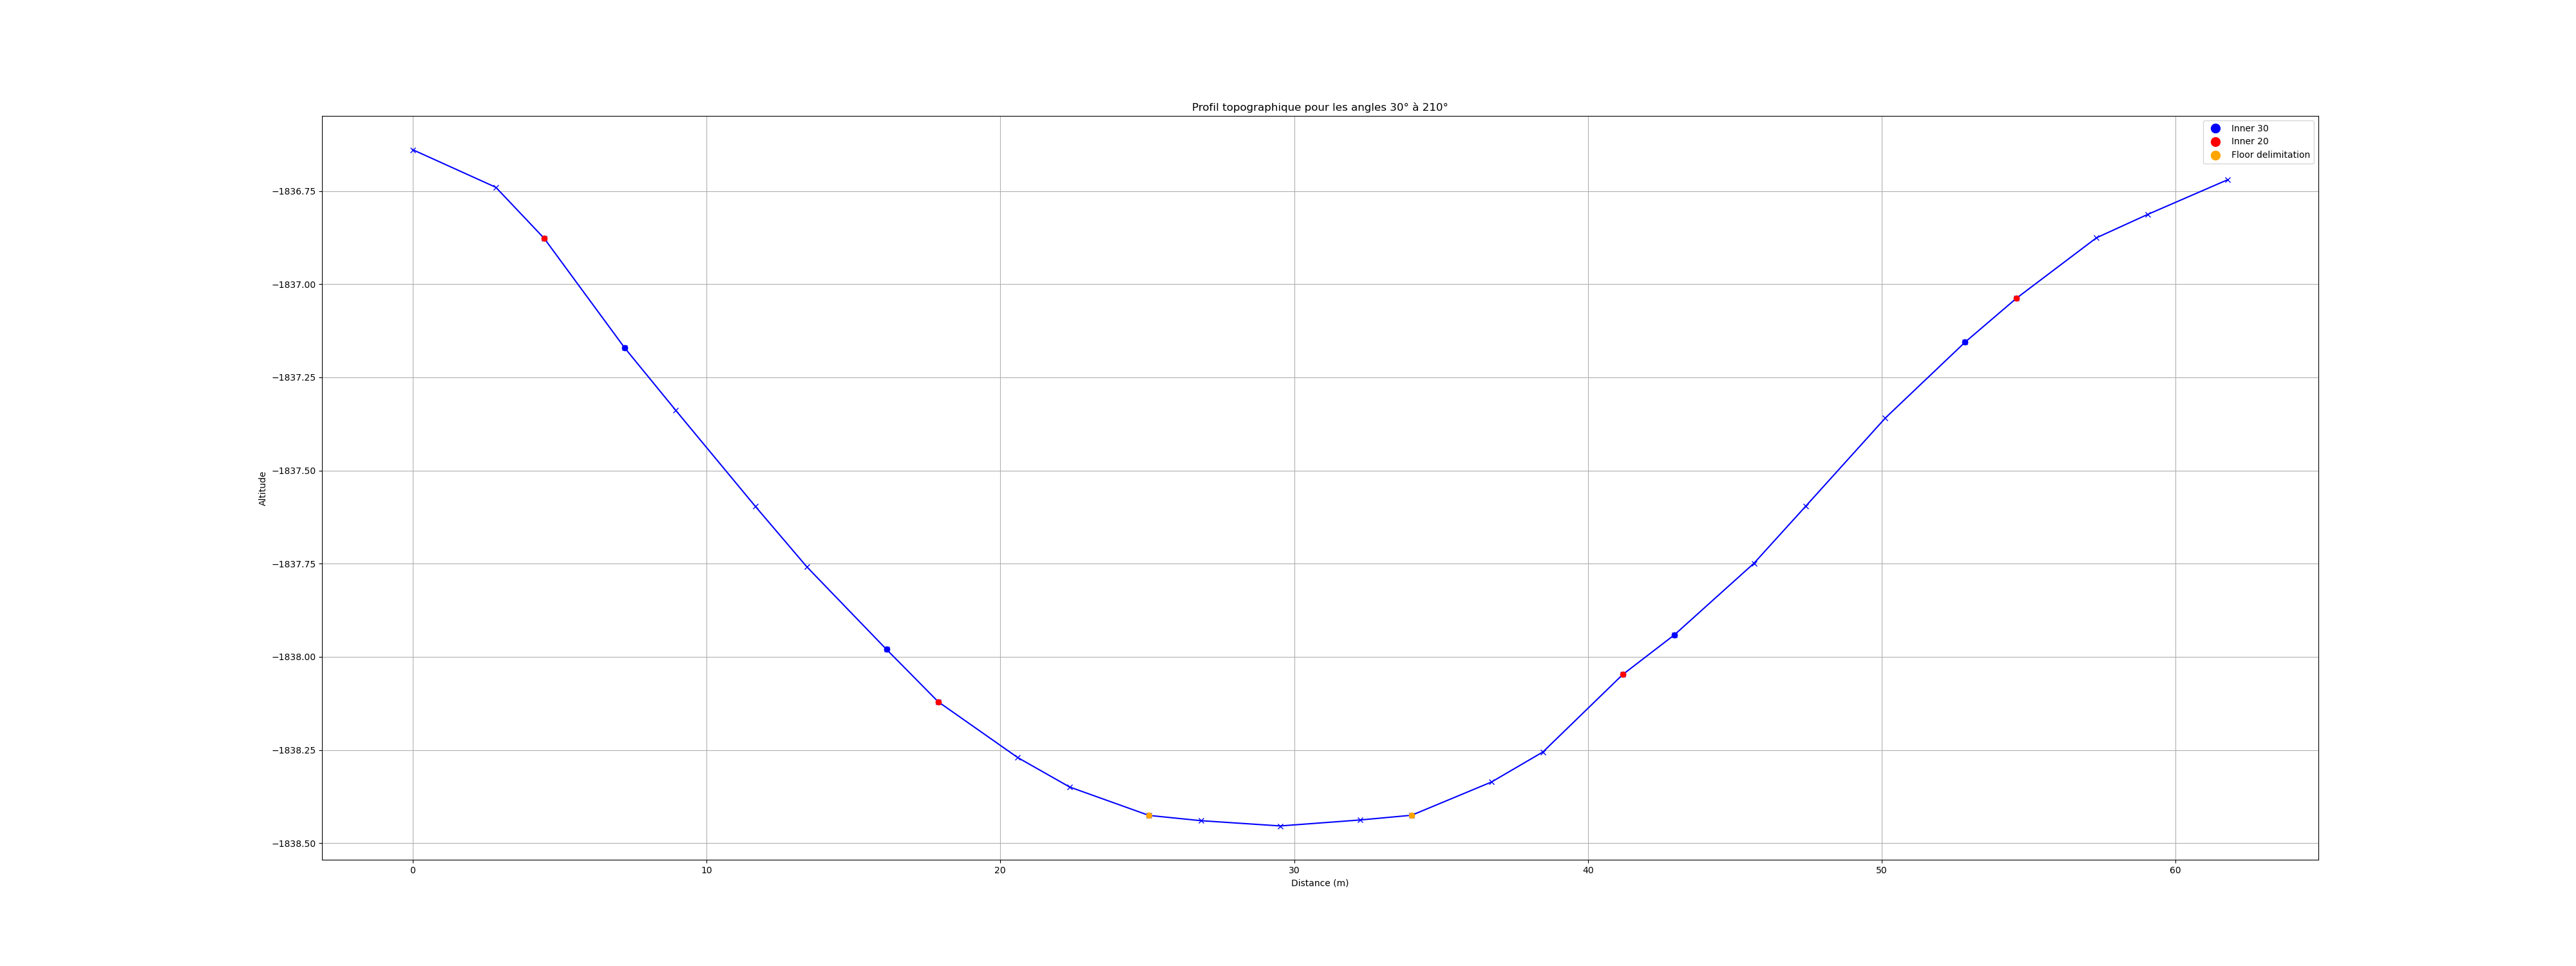 Profil topographique pour les angles 30° à 210°
Inner 30
Inner 20
Floor delimitation
−1836.75
−1837.00
−1837.25
−1837.50
−1837.75
−1838.00
−1838.25
−1838.50
Altitude
0 10 20 30 40 50 60
Distance (m)